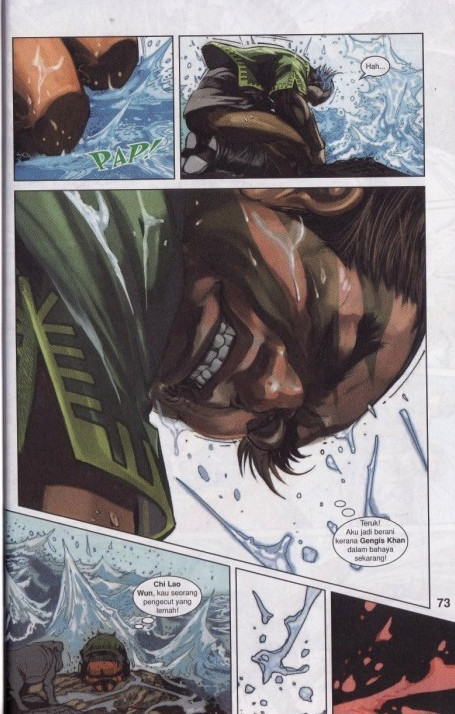 PAP!
Hah...
Teruk!
Aku jadi berani
kerana Gengis Khan
dalam bahaya
sekarang!
Chi Lao
Wun, kau seorang
pengecut yang
lemah!
73